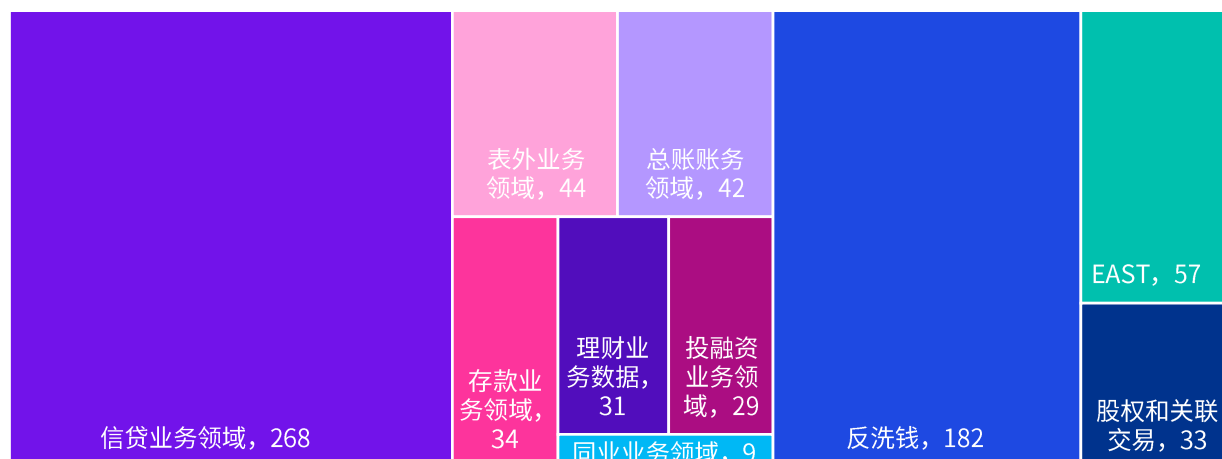 表外业务
领域，44
总账账务
领域，42
EAST，57
理财业
务数据，
31
投融资
业务领
域，29
存款业
务领域，
34
信贷业务领域，268
反洗钱，182
股权和关联
交易，33
同业业务领域，9